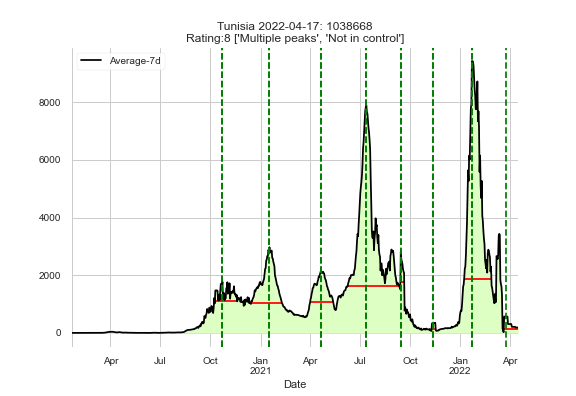 Tunisia 2022-04-17: 1038668
Rating:8 ['Multiple peaks', 'Not in control']
Average-7d
8000
6000
4000
2000
0
Apr
Jul
Oct
Jan
2021
Apr
Jul
Oct
Jan
2022
Apr
Date